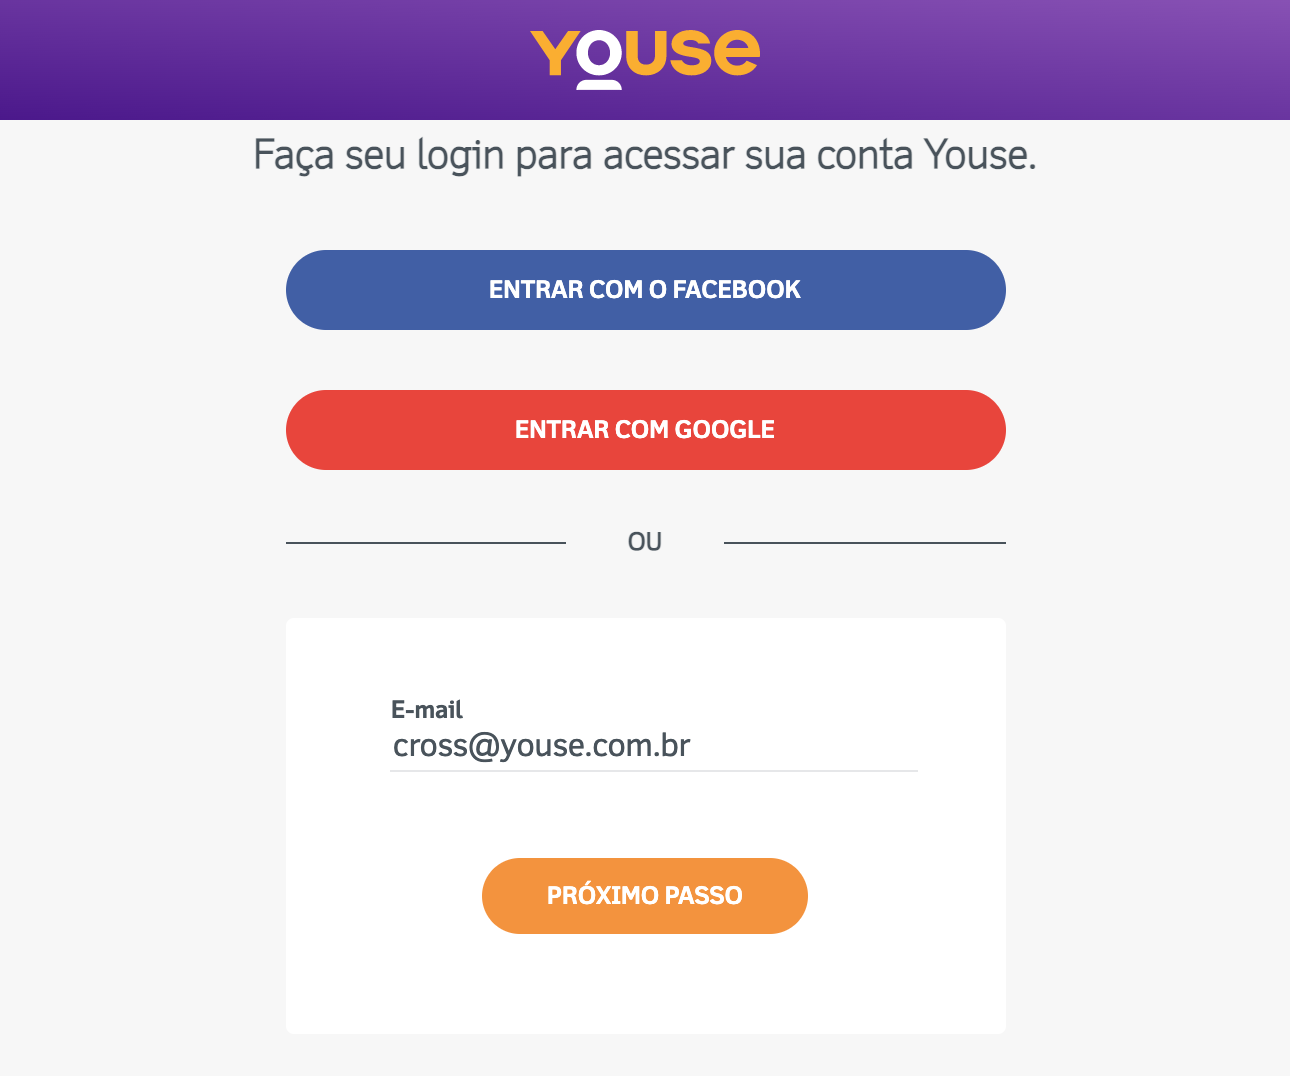 Youse
Faça seu login para acessar sua conta Youse.
ENTRAR COM O FACEBOOK
ENTRAR COM GOOGLE
OU
E-mail
cross@youse.com.br
PRÓXIMO PASSO